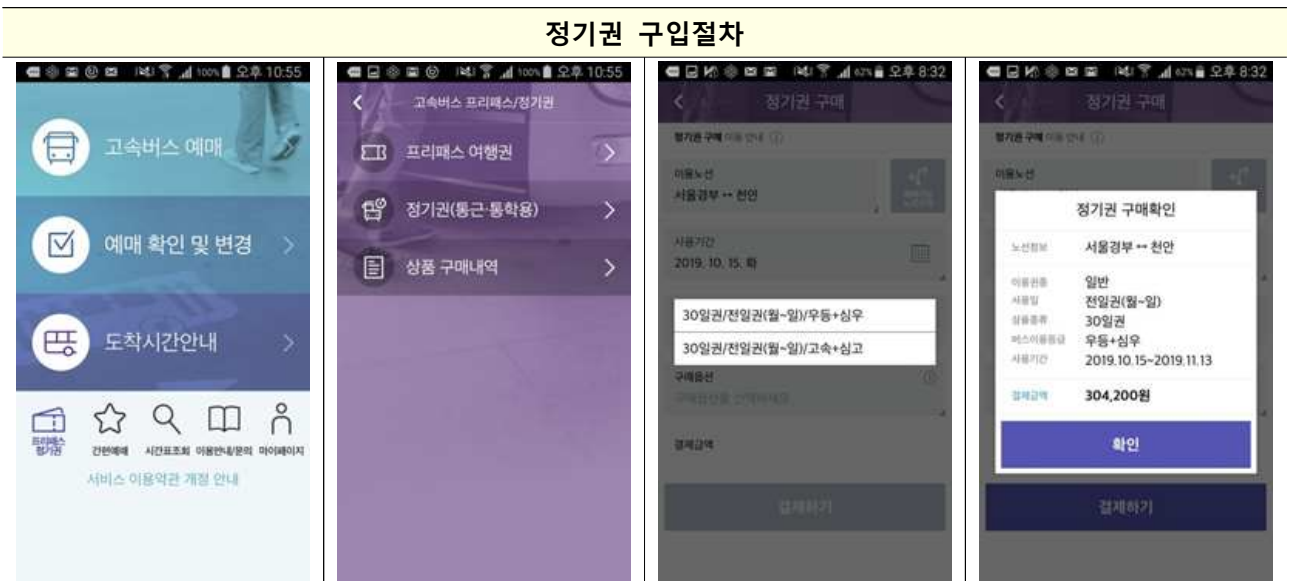 정기권 구입절차
100% 오후 10:55
고속버스 예매
예매 확인 및 변경
도착시간안내
프리패스
정기권
간편예매
시간표조회
이용안내/문의
마이페이지
서비스 이용약관 개정 안내
100% 오후 10:55
고속버스 프리패스/정기권
프리패스 여행권
정기권(통근·통학용)
상품 구매내역
62% 오후 8:32
정기권 구매
정기권 구매 이용 안내
이용노선
서울경부 ↔ 천안
사용기간
2019. 10. 15. 화
30일권/전일권(월~일)/우등+심우
30일권/전일권(월~일)/고속+심고
구매옵션
구매옵션을 선택하세요
결제금액
결제하기
62% 오후 8:32
정기권 구매
정기권 구매 이용 안내
이용노선
정기권 구매확인
노선정보 서울경부 ↔ 천안
이용권종 일반
사용일 전일권(월~일)
상품종류 30일권
버스이용등급 우등+심우
사용기간 2019.10.15~2019.11.13
결제금액 304,200원
확인
결제하기